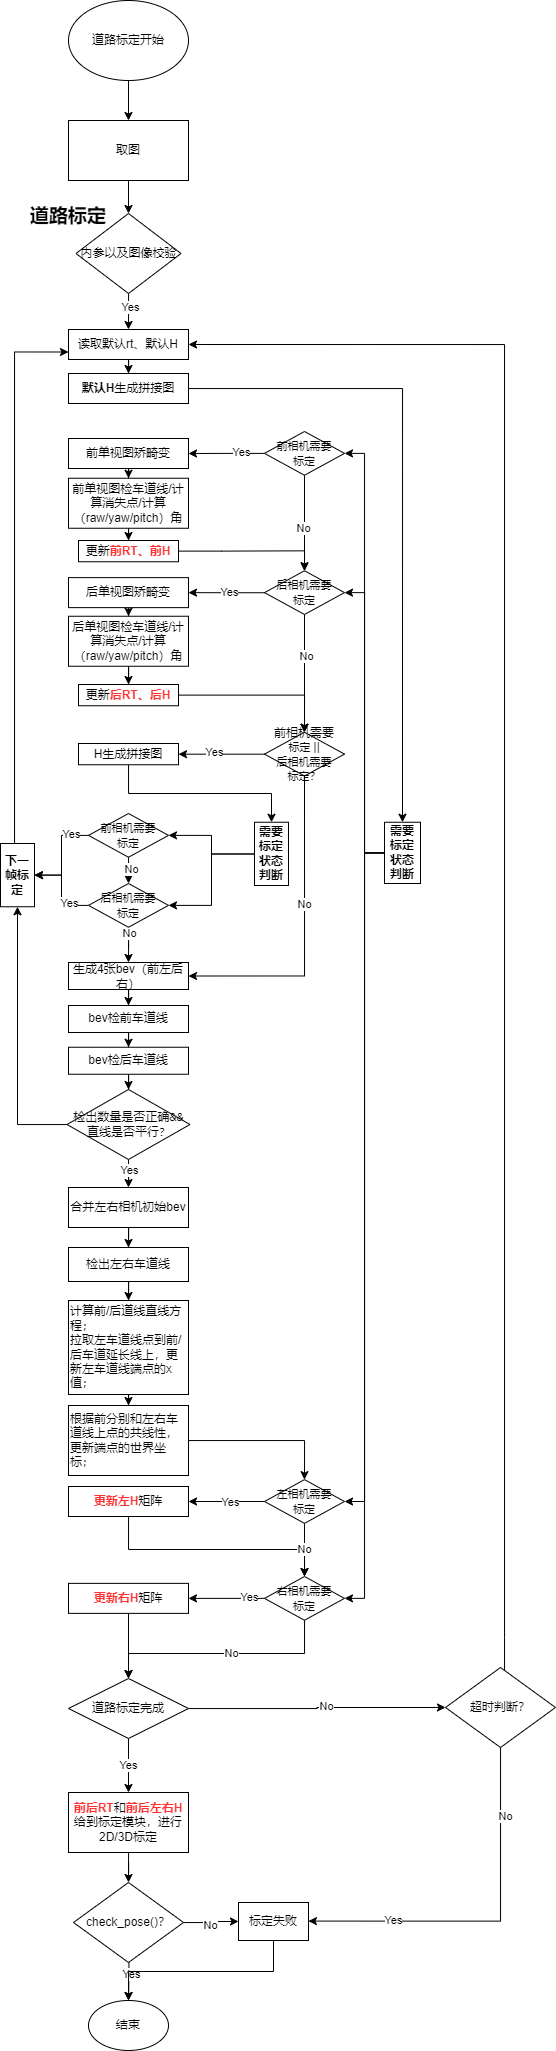 道路标定开始
取图
道路标定
内参以及图像校验
Yes
读取默认rt、默认H
默认H生成拼接图
前单视图矫畸变
Yes
前相机需要
标定
前单视图检车道线/计
算消失点/计算
（raw/yaw/pitch）角
No
更新前RT、前H
后单视图矫畸变
Yes
后相机需要
标定
后单视图检车道线/计
算消失点/计算
（raw/yaw/pitch）角
No
更新后RT、后H
H生成拼接图
Yes
前相机需要
标定 ||
后相机需要
标定?
Yes
前相机需要
标定
需要
标定
状态
判断
需要
标定
状态
判断
下一
帧标
定
No
Yes
后相机需要
标定
No
No
生成4张bev（前左后
右）
bev检前车道线
bev检后车道线
检出数量是否正确&&
直线是否平行?
Yes
合并左右相机初始bev
检出左右车道线
计算前/后道线直线方
程；
拉取左车道线点到前/
后车道延长线上，更
新左车道线端点的x
值；
根据前分别和左右车
道线上点的共线性，
更新端点的世界坐
标；
更新左H矩阵
Yes
左相机需要
标定
No
更新右H矩阵
Yes
右相机需要
标定
No
道路标定完成
No
超时判断?
Yes
No
前后RT和前后左右H
给到标定模块，进行
2D/3D标定
check_pose()?
No
标定失败
Yes
Yes
结束